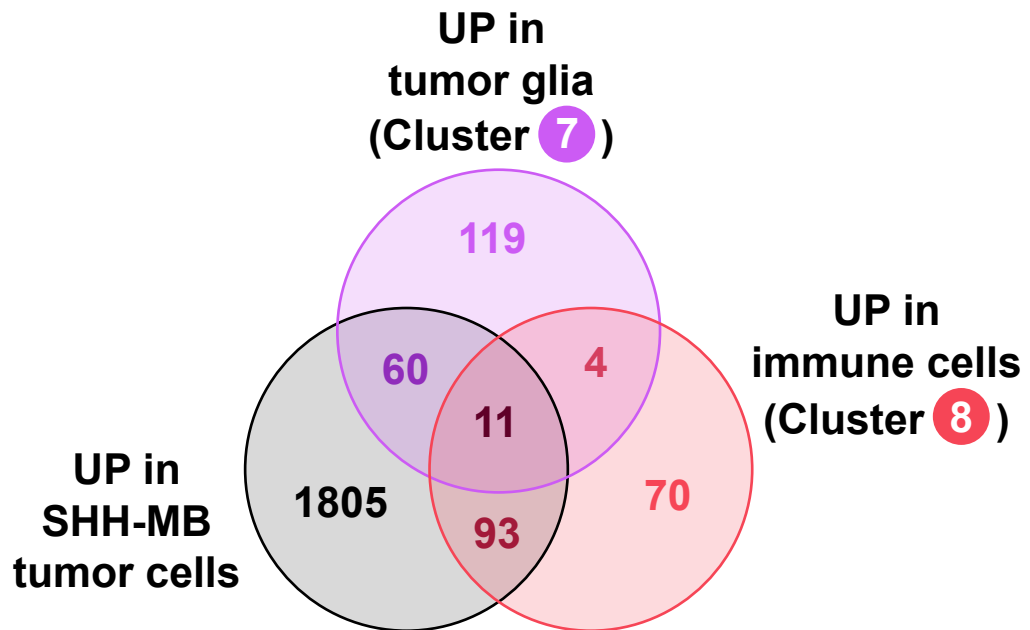 UP in
tumor glia
(Cluster 7 )
119
UP in
immune cells
(Cluster 8 )
60
4
11
UP in
SHH-MB
tumor cells
1805
93
70